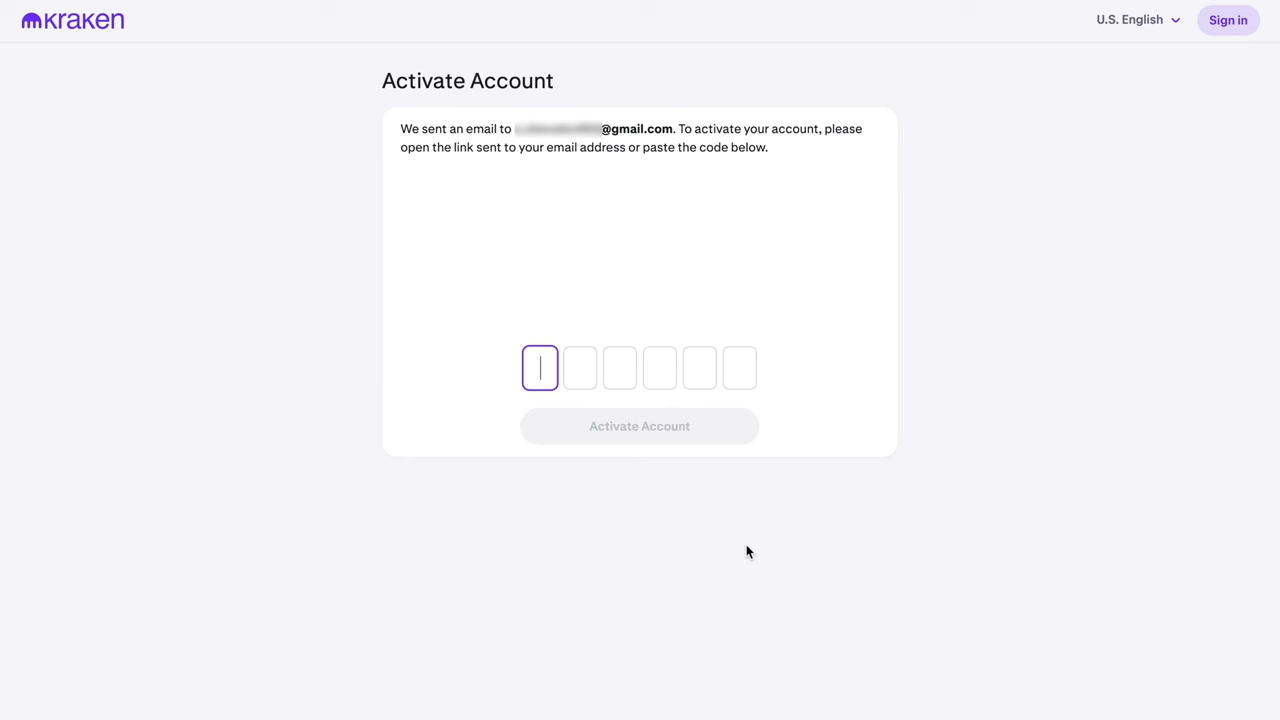 Kraken
U.S. English
Sign in
Activate Account
We sent an email to @gmail.com. To activate your account, please
open the link sent to your email address or paste the code below.
Activate Account